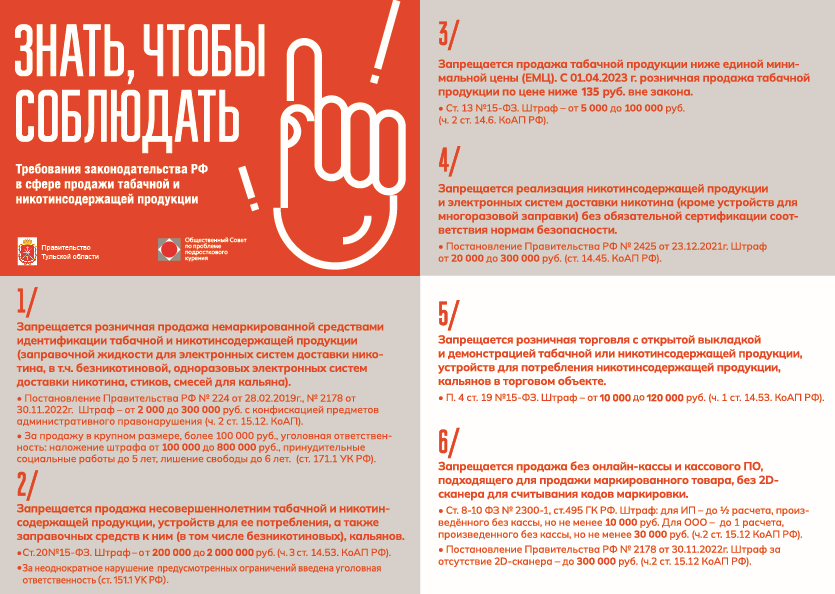 ЗНАТЬ, ЧТОБЫ
СОБЛЮДАТЬ
Требования законодательства РФ
в сфере продажи табачной и
никотинсодержащей продукции
Правительство
Тульской области
Общественный Совет
по проблеме
подросткового
курения
1/
Запрещается розничная продажа немаркированной средствами
идентификации табачной и никотинсодержащей продукции
(заправочной жидкости для электронных систем доставки нико-
тина, в т.ч. безникотиновой, одноразовых электронных систем
доставки никотина, стиков, смесей для кальяна).
• Постановление Правительства РФ № 224 от 28.02.2019г., № 2178 от
30.11.2022г. Штраф – от 2 000 до 300 000 руб. с конфискацией предметов
административного правонарушения (ч. 2 ст. 15.12. КоАП).
• За продажу в крупном размере, более 100 000 руб., уголовная ответствен-
ность: наложение штрафа от 100 000 до 800 000 руб., принудительные
социальные работы до 5 лет, лишение свободы до 6 лет. (ст. 171.1 УК РФ).
2/
Запрещается продажа несовершеннолетним табачной и никотин-
содержащей продукции, устройств для ее потребления, а также
заправочных средств к ним (в том числе безникотиновых), кальянов.
•Ст.20№15-ФЗ. Штраф – от 200 000 до 2 000 000 руб. (ч. 3 ст. 14.53. КоАП РФ).
•За неоднократное нарушение предусмотренных ограничений введена уголовная
ответственность (ст. 151.1 УК РФ).
3/
Запрещается продажа табачной продукции ниже единой мини-
мальной цены (ЕМЦ). С 01.04.2023 г. розничная продажа табачной
продукции по цене ниже 135 руб. вне закона.
• Ст. 13 №15-ФЗ. Штраф – от 5 000 до 100 000 руб.
(ч. 2 ст. 14.6. КоАП РФ).
4/
Запрещается реализация никотинсодержащей продукции
и электронных систем доставки никотина (кроме устройств для
многоразовой заправки) без обязательной сертификации соот-
ветствия нормам безопасности.
• Постановление Правительства РФ № 2425 от 23.12.2021г. Штраф
от 20 000 до 300 000 руб. (ст. 14.45. КоАП РФ).
5/
Запрещается розничная торговля с открытой выкладкой
и демонстрацией табачной или никотинсодержащей продукции,
устройств для потребления никотинсодержащей продукции,
кальянов в торговом объекте.
• П. 4 ст. 19 №15-ФЗ. Штраф – от 10 000 до 120 000 руб. (ч. 1 ст. 14.53. КоАП РФ).
6/
Запрещается продажа без онлайн-кассы и кассового ПО,
подходящего для продажи маркированного товара, без 2D-
сканера для считывания кодов маркировки.
• Ст. 8-10 ФЗ № 2300-1, ст.495 ГК РФ. Штраф: для ИП – до ½ расчета, произ-
ведённого без кассы, но не менее 10 000 руб. Для ООО – до 1 расчета,
произведенного без кассы, но не менее 30 000 руб. (ч.2 ст. 15.12 КоАП РФ).
• Постановление Правительства РФ № 2178 от 30.11.2022г. Штраф за
отсутствие 2D-сканера – до 300 000 руб. (ч.2 ст. 15.12 КоАП РФ).